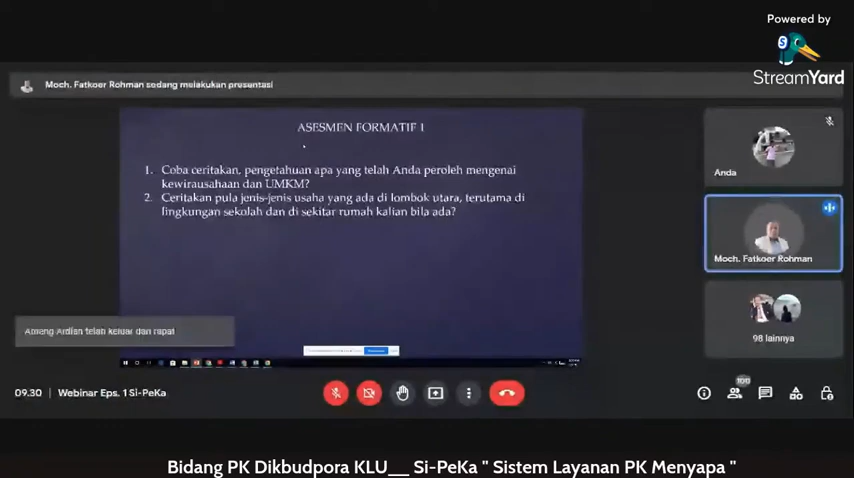 Powered by
StreamYard
Moch. Fatkoer Rohman sedang melakukan presentasi
ASESMEN FORMATIF 1
1. Coba ceritakan, pengetahuan apa yang telah Anda peroleh mengenai
kewirausahaan dan UMKM?
2. Ceritakan pula jenis-jenis usaha yang ada di lombok utara, terutama di
lingkungan sekolah dan di sekitar rumah kalian bila ada?
Anda
Moch. Fatkoer Rohman
98 lainnya
Ameng Ardian telah keluar dari rapat
09.30 | Webinar Eps. 1 Si-PeKa
100
Bidang PK Dikbudpora KLU__ Si-PeKa " Sistem Layanan PK Menyapa "